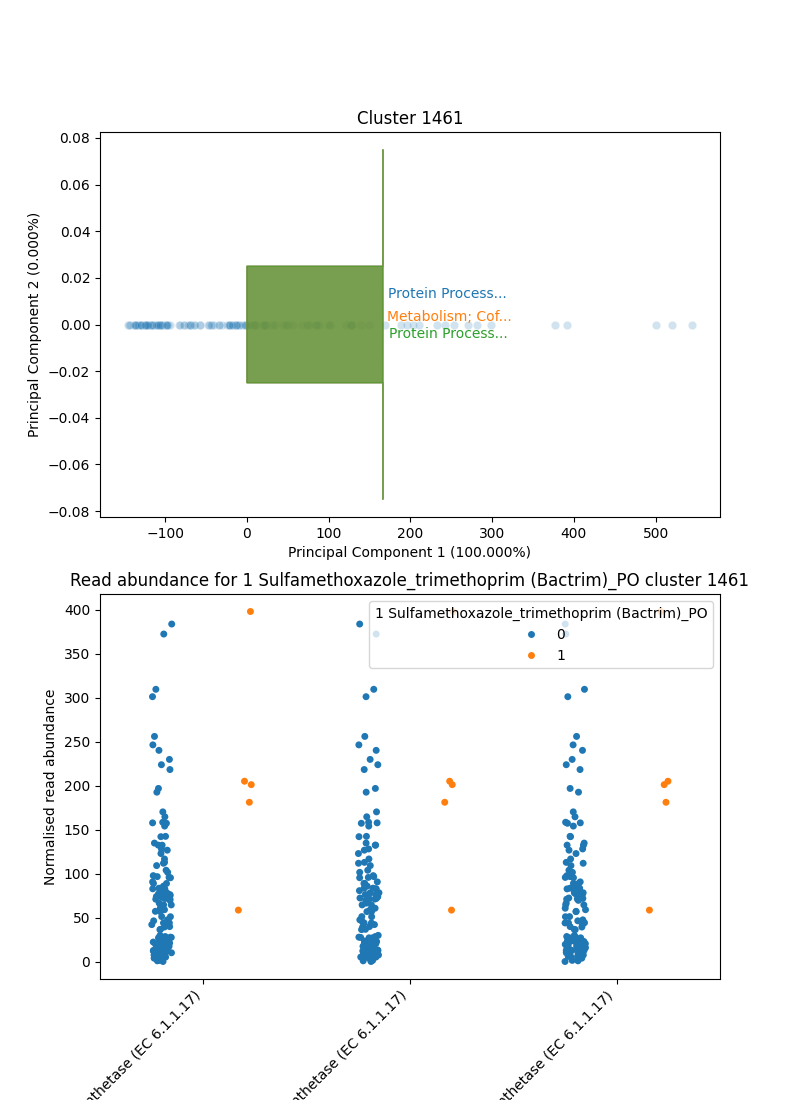 Cluster 1461
0.08
0.06
0.04
0.02
0.00
−0.02
−0.04
−0.06
−0.08
Principal Component 2 (0.000%)
Protein Process...
Metabolism; Cof...
Protein Process...
−100
0
100
200
300
400
500
Principal Component 1 (100.000%)
Read abundance for 1 Sulfamethoxazole_trimethoprim (Bactrim)_PO cluster 1461
400
350
300
250
200
150
100
50
0
Normalised read abundance
1 Sulfamethoxazole_trimethoprim (Bactrim)_PO
0
1
(EC 6.1.1.17)
(EC 6.1.1.17)
(EC 6.1.1.17)